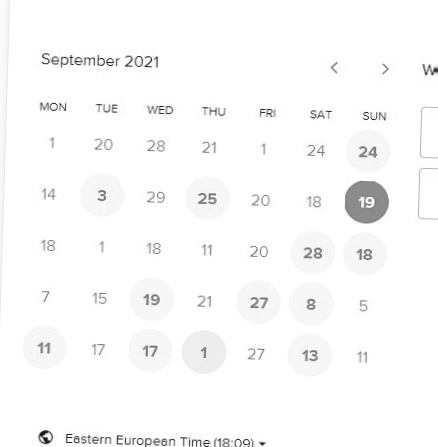 September 2021
MON TUE WED THU FRI SAT SUN
1 20 28 21 1 24 24
14 3 29 25 20 18 19
18 1 18 11 20 28 18
7 15 19 21 27 8 5
11 17 17 1 27 13 11
Eastern European Time (18:09)